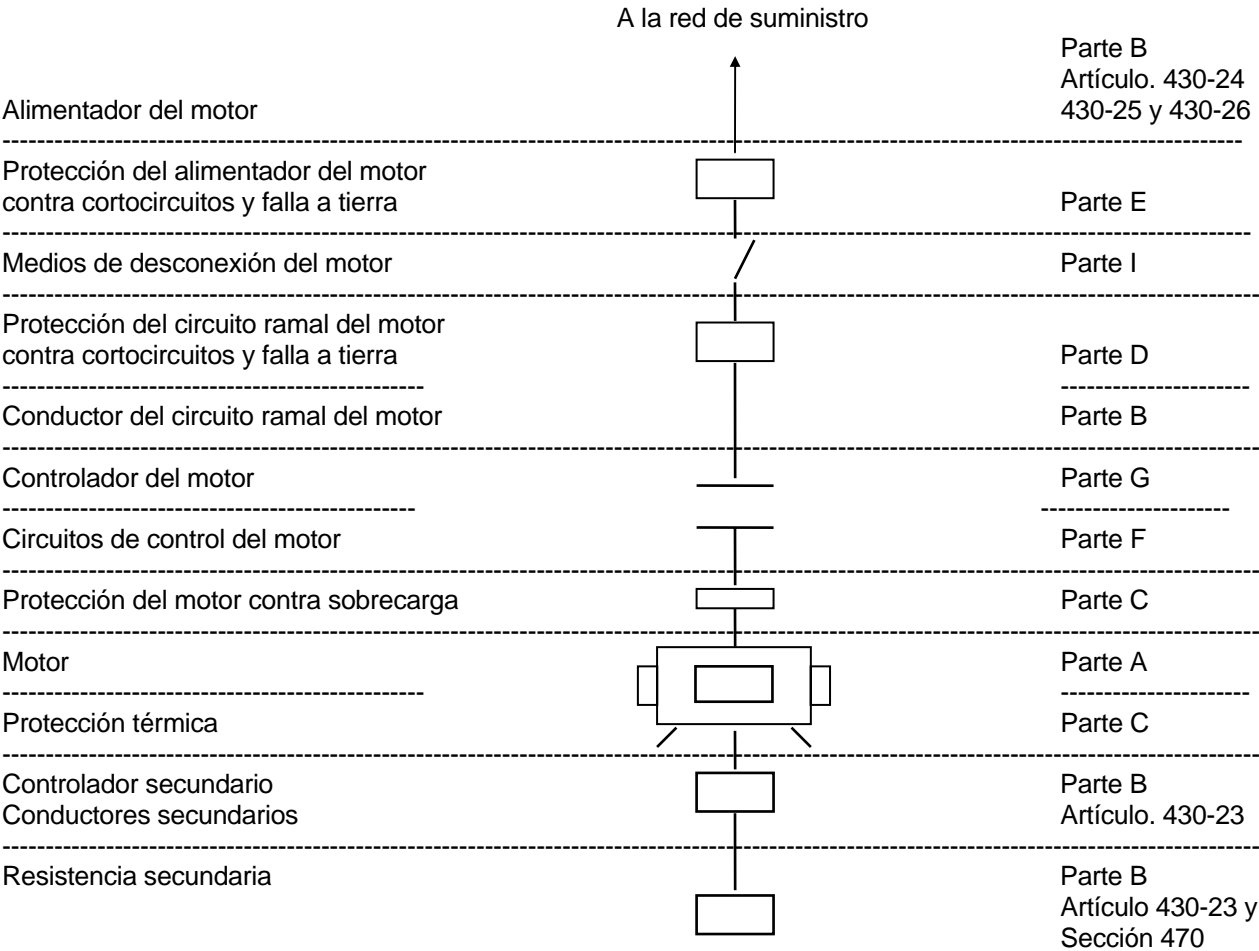 A la red de suministro
Parte B
Artículo. 430-24
Alimentador del motor 430-25 y 430-26
Protección del alimentador del motor
contra cortocircuitos y falla a tierra Parte E
Medios de desconexión del motor Parte I
Protección del circuito ramal del motor
contra cortocircuitos y falla a tierra Parte D
Conductor del circuito ramal del motor Parte B
Controlador del motor Parte G
Circuitos de control del motor Parte F
Protección del motor contra sobrecarga Parte C
Motor Parte A
Protección térmica Parte C
Controlador secundario Parte B
Conductores secundarios Artículo. 430-23
Resistencia secundaria Parte B
Artículo 430-23 y
Sección 470